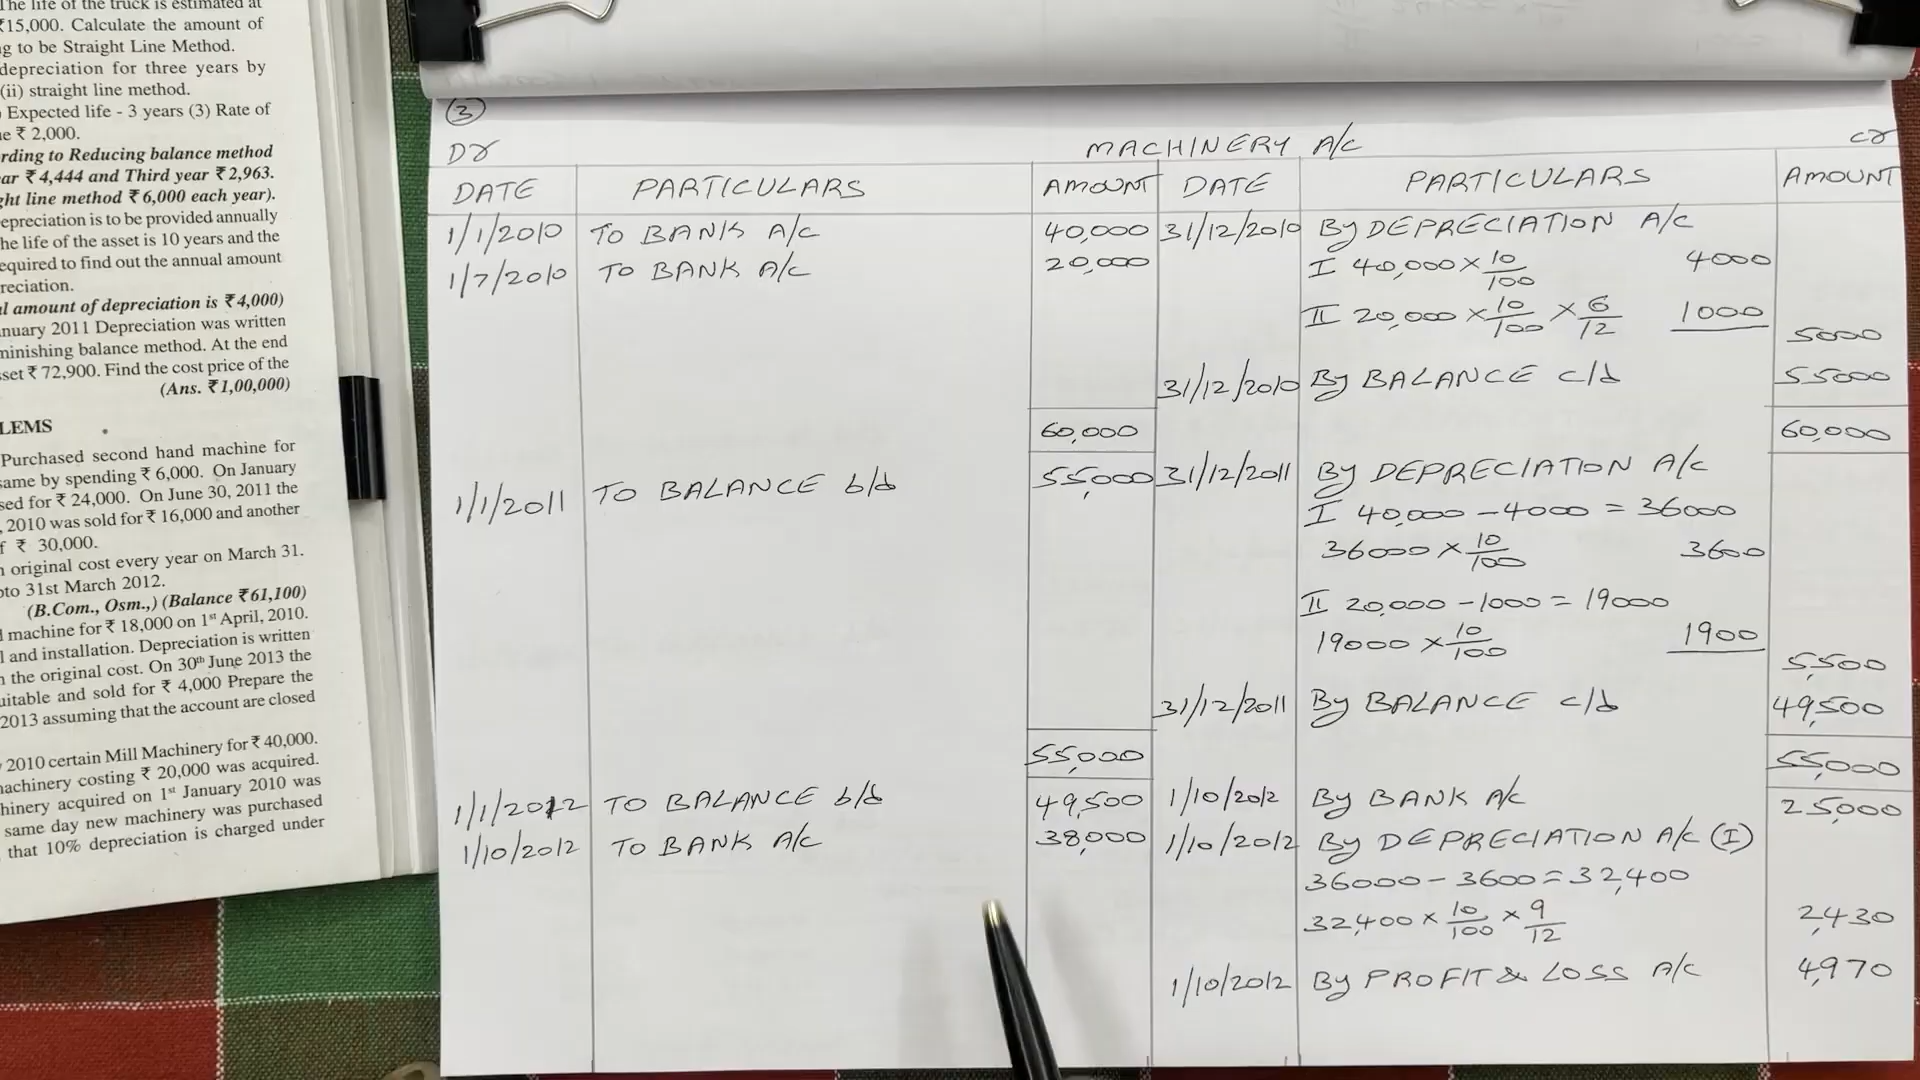 The life of the truck is estimated at
₹15,000. Calculate the amount of
g to be Straight Line Method.
depreciation for three years by
(ii) straight line method.
Expected life - 3 years (3) Rate of
ue ₹ 2,000.
rding to Reducing balance method
ar ₹ 4,444 and Third year ₹ 2,963.
ght line method ₹ 6,000 each year).
epreciation is to be provided annually
he life of the asset is 10 years and the
equired to find out the annual amount
reciation.
l amount of depreciation is ₹ 4,000)
nuary 2011 Depreciation was written
minishing balance method. At the end
sset ₹ 72,900. Find the cost price of the
(Ans. ₹ 1,00,000)
LEMS
Purchased second hand machine for
same by spending ₹ 6,000. On January
sed for ₹ 24,000. On June 30, 2011 the
, 2010 was sold for ₹ 16,000 and another
f ₹ 30,000.
n original cost every year on March 31.
pto 31st March 2012.
(B.Com., Osm.,) (Balance ₹ 61,100)
machine for ₹ 18,000 on 1st April, 2010.
l and installation. Depreciation is written
n the original cost. On 30th June 2013 the
uitable and sold for ₹ 4,000 Prepare the
2013 assuming that the account are closed
2010 certain Mill Machinery for ₹ 40,000.
achinery costing ₹ 20,000 was acquired.
hinery acquired on 1st January 2010 was
same day new machinery was purchased
that 10% depreciation is charged under
3
Dr MACHINERY A/c cr
DATE PARTICULARS AMOUNT DATE PARTICULARS AMOUNT
1/1/2010 TO BANK A/c 40,000 31/12/2010 By DEPRECIATION A/c
1/7/2010 TO BANK A/c 20,000 I 40,000 × 10/100 4000
II 20,000 × 10/100 × 6/12 1000 5000
31/12/2010 By BALANCE c/d 55000
60,000 60,000
1/1/2011 TO BALANCE b/d 55,000 31/12/2011 By DEPRECIATION A/c
I 40,000 - 4000 = 36000
36000 × 10/100 3600
II 20,000 - 1000 = 19000
19000 × 10/100 1900 5,500
31/12/2011 By BALANCE c/d 49,500
55,000 55,000
1/1/2012 TO BALANCE b/d 49,500 1/10/2012 By BANK A/c 25,000
1/10/2012 TO BANK A/c 38,000 1/10/2012 By DEPRECIATION A/c (I)
36000 - 3600 = 32,400
32,400 × 10/100 × 9/12 2,430
1/10/2012 By PROFIT & LOSS A/c 4,970